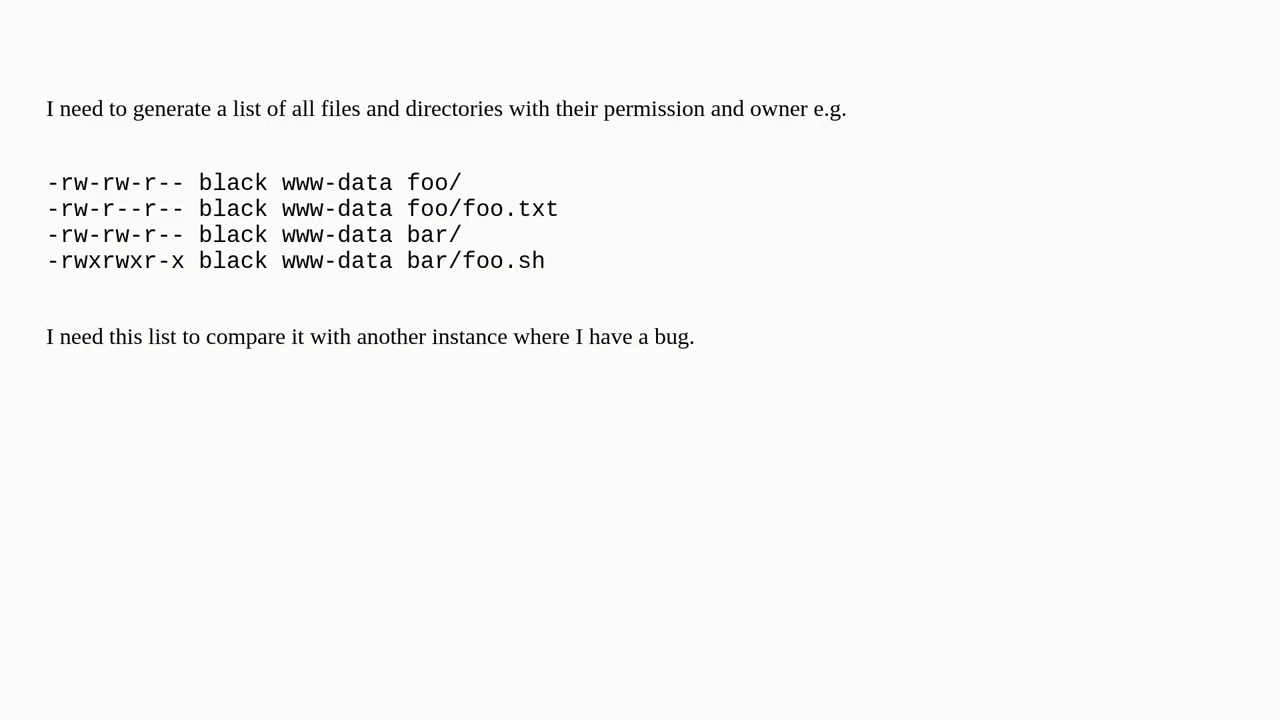 I need to generate a list of all files and directories with their permission and owner e.g.
-rw-rw-r-- black www-data foo/
-rw-r--r-- black www-data foo/foo.txt
-rw-rw-r-- black www-data bar/
-rwxrwxr-x black www-data bar/foo.sh
I need this list to compare it with another instance where I have a bug.